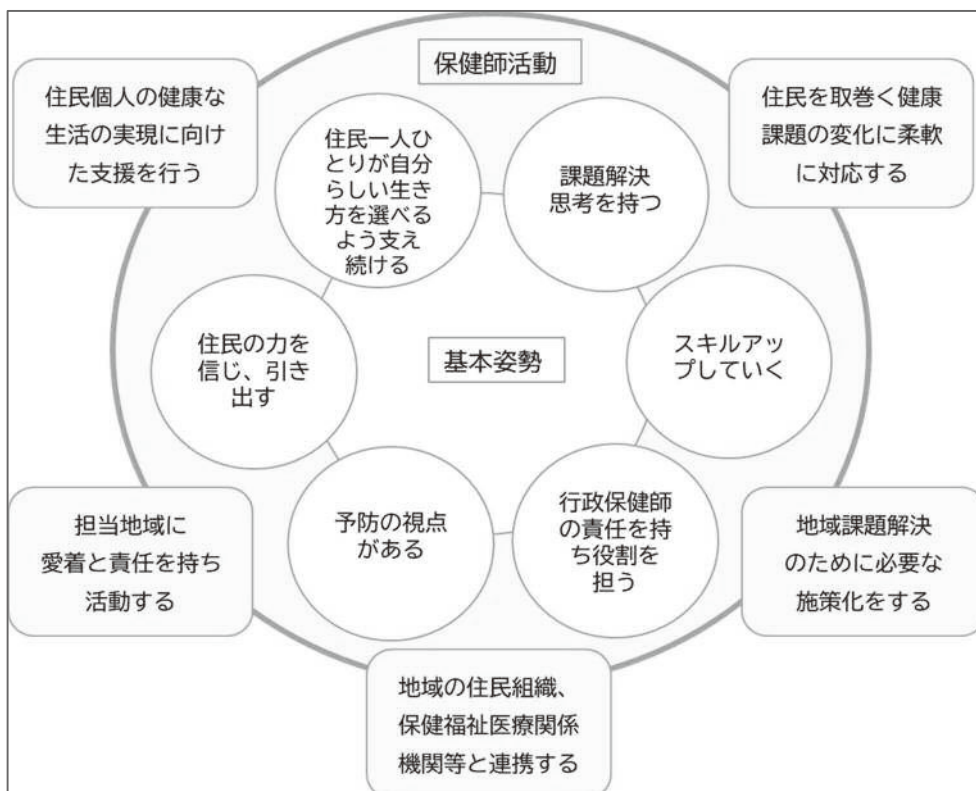 保健師活動
住民個人の健康な
生活の実現に向け
た支援を行う
住民を取巻く健康
課題の変化に柔軟
に対応する
住民一人ひ
とりが自分
らしい生き
方を選べる
よう支え
続ける
課題解決
思考を持つ
住民の力を
信じ、引き
出す
基本姿勢
スキルアッ
プしていく
予防の視点
がある
行政保健師
の責任を持
ち役割を
担う
担当地域に
愛着と責任を持ち
活動する
地域課題解決
のために必要な
施策化をする
地域の住民組織、
保健福祉医療関係
機関等と連携する